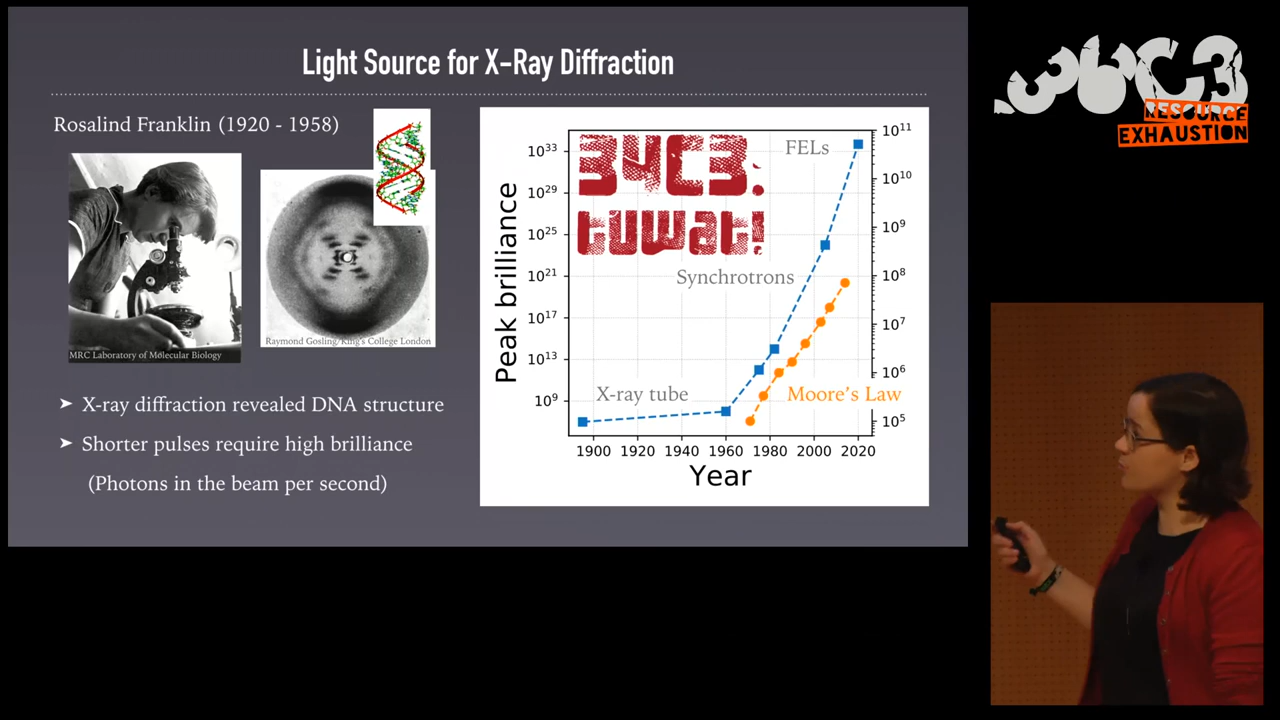 Light Source for X-Ray Diffraction
Rosalind Franklin (1920 - 1958)
MRC Laboratory of Molecular Biology
Raymond Gosling/King's College London
➤ X-ray diffraction revealed DNA structure
➤ Shorter pulses require high brilliance
(Photons in the beam per second)
34C3.
tuwat!
FELs
Synchrotrons
X-ray tube
Moore's Law
Peak brilliance
10³³
10²⁹
10²⁵
10²¹
10¹⁷
10¹³
10⁹
10¹¹
10¹⁰
10⁹
10⁸
10⁷
10⁶
10⁵
1900 1920 1940 1960 1980 2000 2020
Year
36C3
RESOURCE
EXHAUSTION